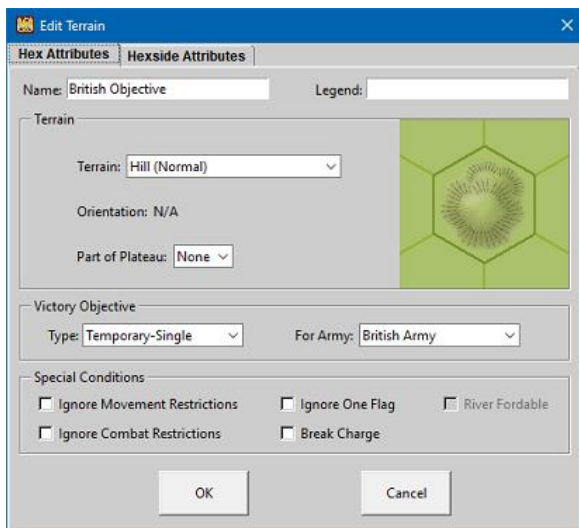 Edit Terrain
Hex Attributes Hexside Attributes
Name: British Objective Legend:
Terrain
Terrain: Hill (Normal)
Orientation: N/A
Part of Plateau: None
Victory Objective
Type: Temporary-Single For Army: British Army
Special Conditions
Ignore Movement Restrictions Ignore One Flag River Fordable
Ignore Combat Restrictions Break Charge
OK Cancel